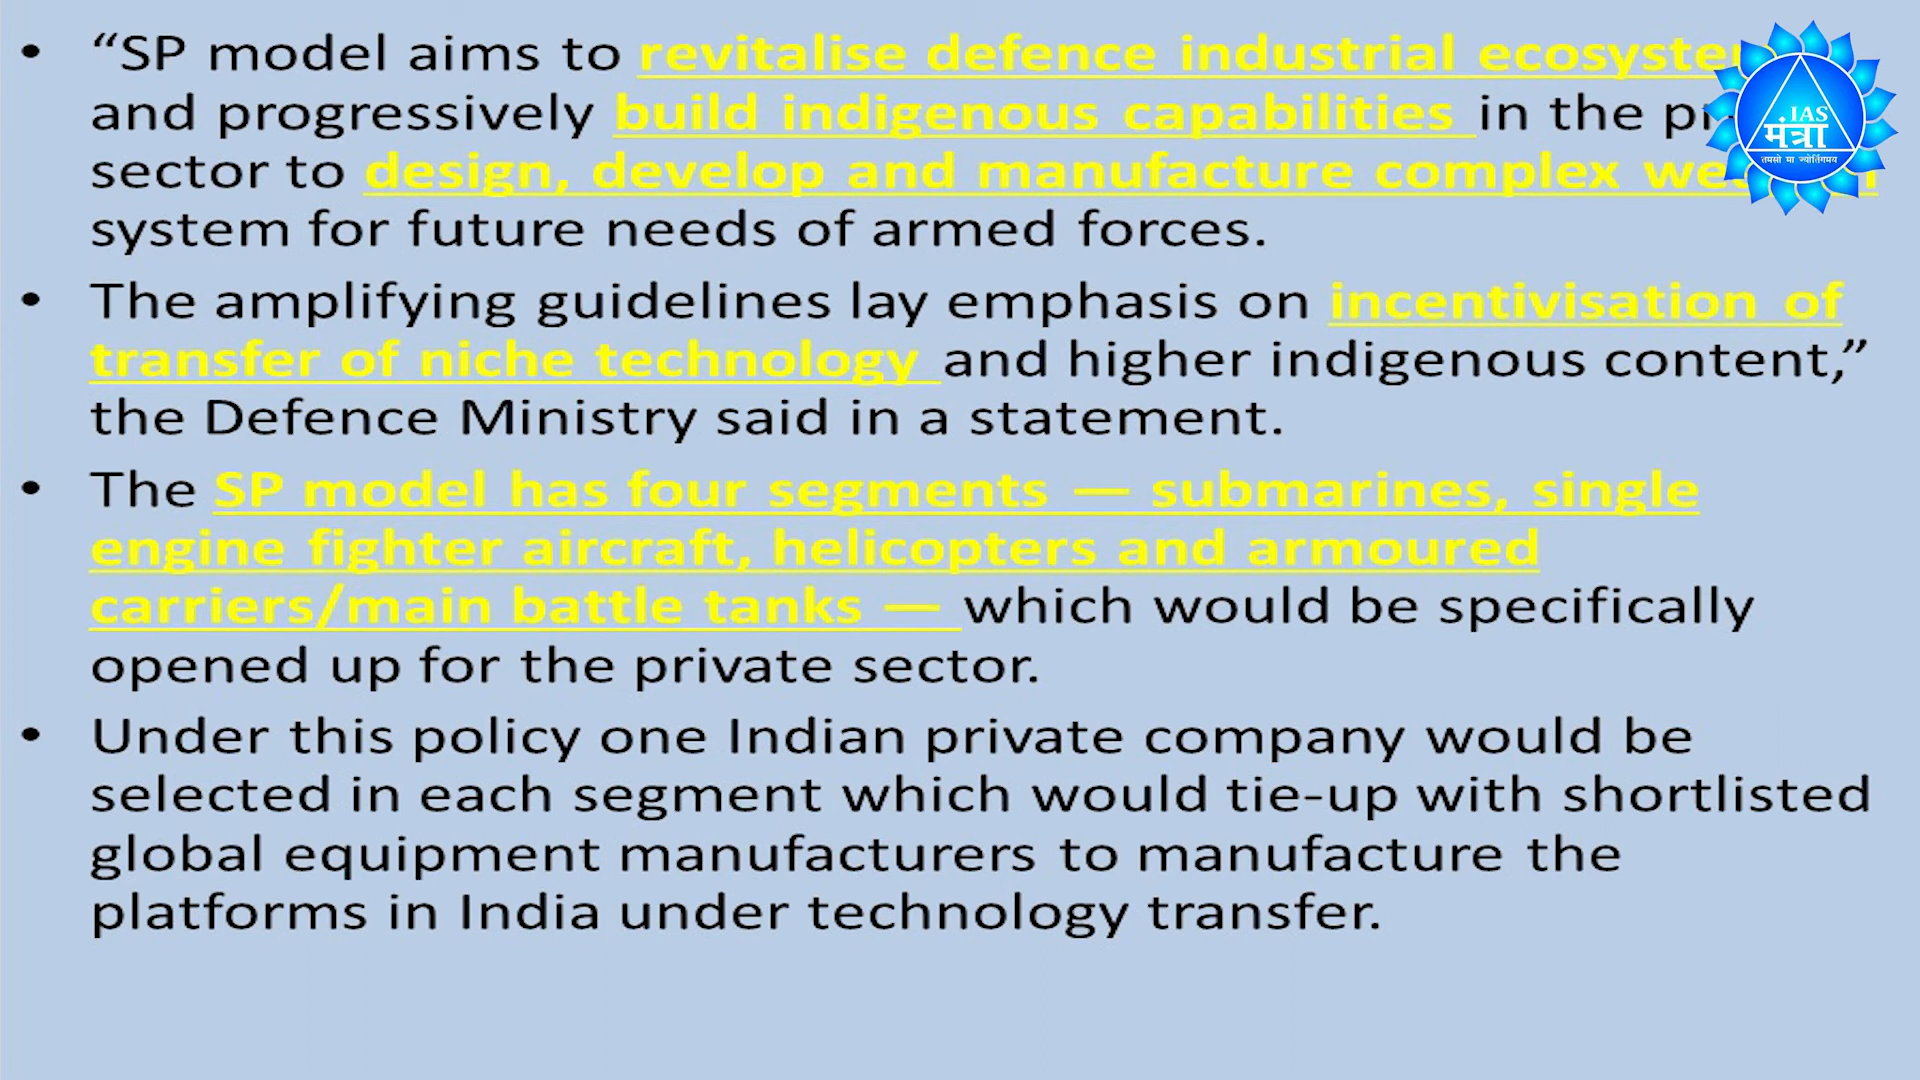 • “SP model aims to revitalise defence industrial
and progressively build indigenous capabilities in the
sector to design, develop and manufacture complex
system for future needs of armed forces.
• The amplifying guidelines lay emphasis on incentivisation of
transfer of niche technology and higher indigenous content,”
the Defence Ministry said in a statement.
• The SP model has four segments — submarines, single
engine fighter aircraft, helicopters and armoured
carriers/main battle tanks — which would be specifically
opened up for the private sector.
• Under this policy one Indian private company would be
selected in each segment which would tie-up with shortlisted
global equipment manufacturers to manufacture the
platforms in India under technology transfer.
IAS
मंत्रा
तमसो मा ज्योतिंगमय